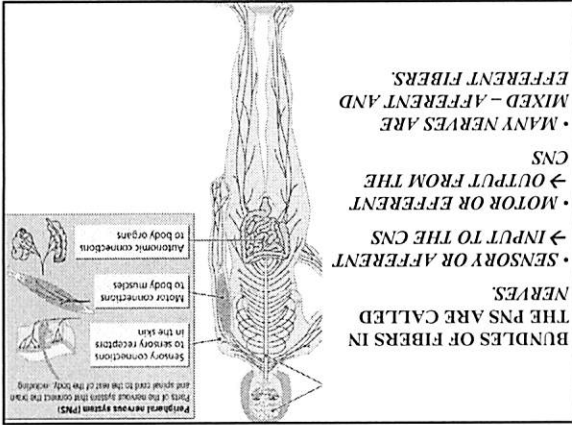 BUNDLES OF FIBERS IN
THE PNS ARE CALLED
NERVES.
• SENSORY OR AFFERENT
→ INPUT TO THE CNS
• MOTOR OR EFFERENT
→ OUTPUT FROM THE
CNS
• MANY NERVES ARE
MIXED – AFFERENT AND
EFFERENT FIBERS.
Peripheral nervous system (PNS)
Parts of the nervous system that connect the brain
and spinal cord to the rest of the body, including
Sensory connections
to sensory receptors
in the skin
Motor connections
to body muscles
Autonomic connections
to body organs